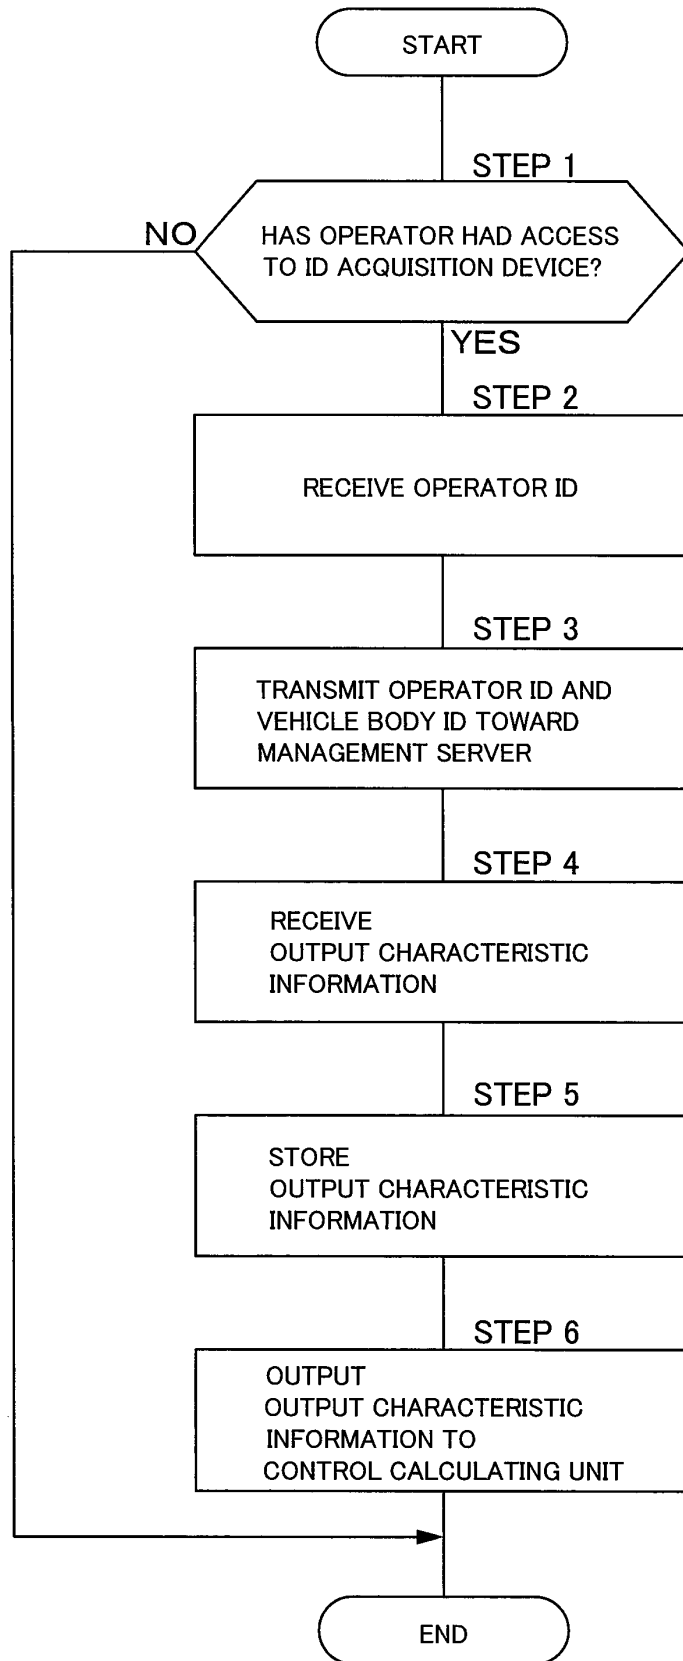 START
STEP 1
NO
HAS OPERATOR HAD ACCESS
TO ID ACQUISITION DEVICE?
YES
STEP 2
RECEIVE OPERATOR ID
STEP 3
TRANSMIT OPERATOR ID AND
VEHICLE BODY ID TOWARD
MANAGEMENT SERVER
STEP 4
RECEIVE
OUTPUT CHARACTERISTIC
INFORMATION
STEP 5
STORE
OUTPUT CHARACTERISTIC
INFORMATION
STEP 6
OUTPUT
OUTPUT CHARACTERISTIC
INFORMATION TO
CONTROL CALCULATING UNIT
END